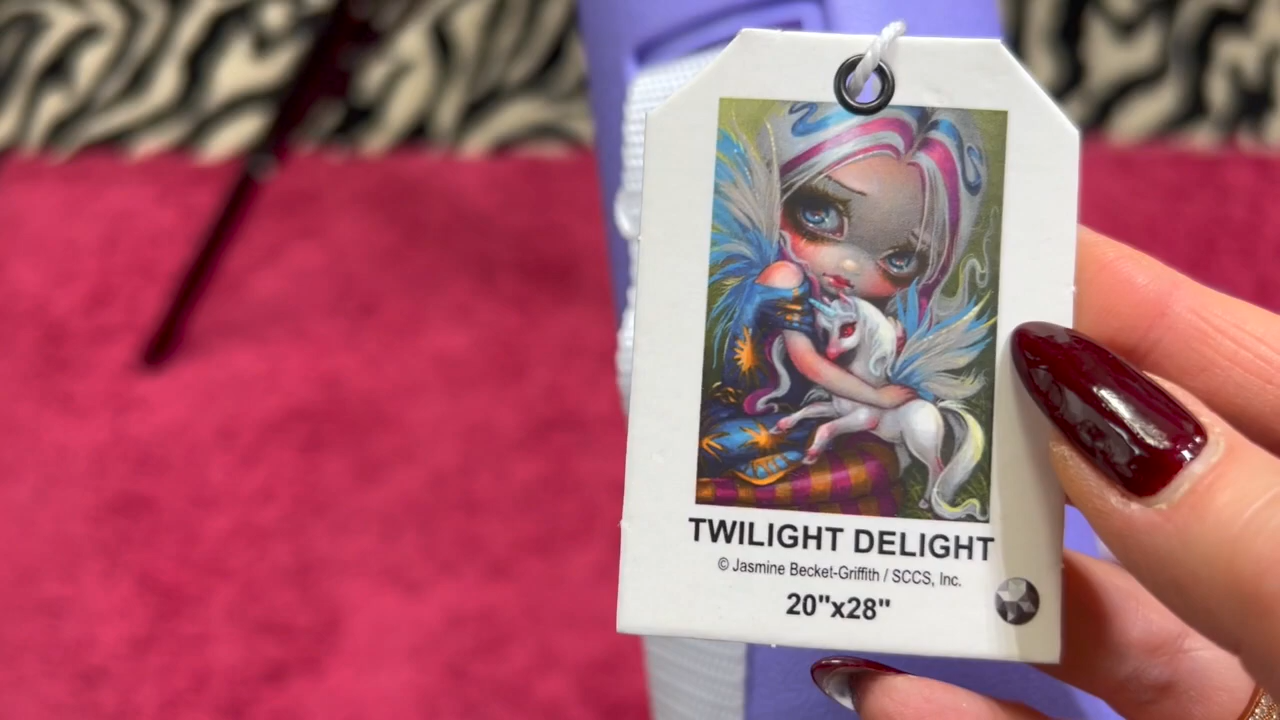 TWILIGHT DELIGHT
© Jasmine Becket-Griffith / SCCS, Inc.
20"x28"